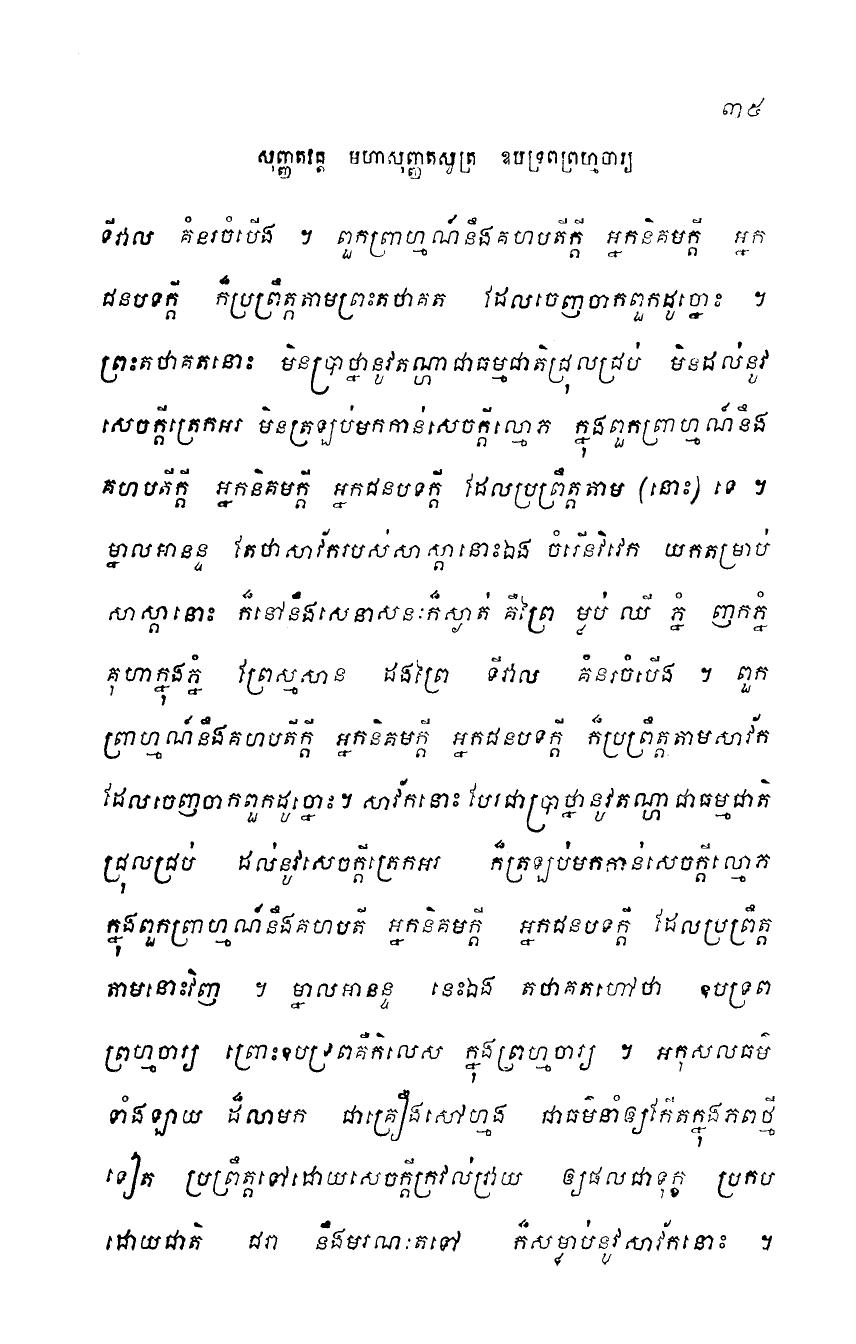 ៣៥
សុញ្ញតវគ្គ មហាសុញ្ញតសូត្រ ឧបទ្រពព្រហ្មចារ្យ
ទីវាល គំនរចំបើង ។ ពួកព្រាហ្មណ៍នឹងគហបតីក្តី អ្នកនិគមក្តី អ្នក
ជនបទក្តី ក៏ប្រព្រឹត្តតាមព្រះតថាគត ដែលចេញចាកពួកដូច្នោះ ។
ព្រះតថាគតនោះ មិនប្រាថ្នានូវតណ្ហាជាធម្មជាតិជ្រុលជ្រប់ មិនដល់នូវ
សេចក្តីត្រេកអរ មិនត្រឡប់មកកាន់សេចក្តីល្មោភ ក្នុងពួកព្រាហ្មណ៍នឹង
គហបតីក្តី អ្នកនិគមក្តី អ្នកជនបទក្តី ដែលប្រព្រឹត្តតាម (នោះ) ទេ ។
ម្នាលអានន្ទ តែថាសាវ័ករបស់សាស្តានោះឯង ចំរើនវិវេក យកតម្រាប់
សាស្តានោះ ក៏នៅនឹងសេនាសនៈក៏ស្ងាត់ គឺព្រៃ ម្លប់ ឈើ ភ្នំ ញកភ្នំ
គុហាក្នុងភ្នំ ព្រៃស្មសាន ដងព្រៃ ទីវាល គំនរចំបើង ។ ពួក
ព្រាហ្មណ៍នឹងគហបតីក្តី អ្នកនិគមក្តី អ្នកជនបទក្តី ក៏ប្រព្រឹត្តតាមសាវ័ក
ដែលចេញចាកពួកដូច្នោះ។ សាវ័កនោះ បែរជាប្រាថ្នានូវតណ្ហា ជាធម្មជាតិ
ជ្រុលជ្រប់ ដល់នូវសេចក្តីត្រេកអរ ក៏ត្រឡប់មកកាន់សេចក្តីល្មោភ
ក្នុងពួកព្រាហ្មណ៍នឹងគហបតី អ្នកនិគមក្តី អ្នកជនបទក្តី ដែលប្រព្រឹត្ត
តាមនោះវិញ ។ ម្នាលអានន្ទ នេះឯង តថាគតហៅថា ឧបទ្រព
ព្រហ្មចារ្យ ព្រោះឧបទ្រពគឺកិលេស ក្នុងព្រហ្មចារ្យ ។ អកុសលធម៌
ទាំងឡាយ ដ៏លាមក ជាគ្រឿងសៅហ្មង ជាធម៌នាំឲ្យកើតក្នុងភពថ្មី
ទៀត ប្រព្រឹត្តទៅដោយសេចក្តីក្រវល់ក្រវាយ ឲ្យផលជាទុក្ខ ប្រកប
ដោយជាតិ ជរា នឹងមរណៈតទៅ ក៏សម្លាប់នូវសាវ័កនោះ ។